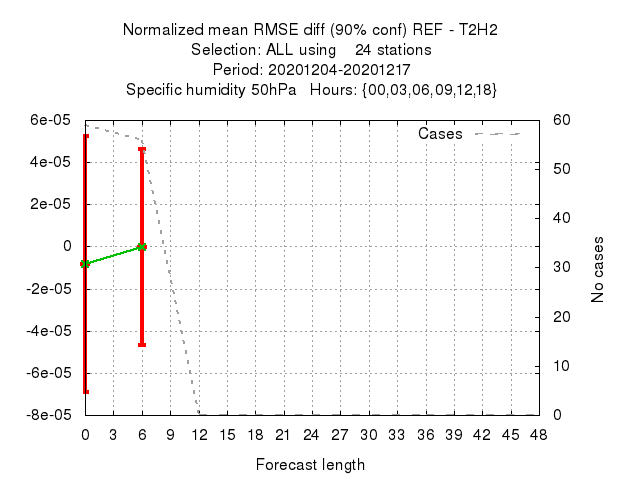 Normalized mean RMSE diff (90% conf) REF - T2H2
Selection: ALL using    24 stations
Period: 20201204-20201217
Specific humidity 50hPa   Hours: {00,03,06,09,12,18}
Cases
6e-05
4e-05
2e-05
0
-2e-05
-4e-05
-6e-05
-8e-05
60
50
40
30
20
10
0
No cases
0 3 6 9 12 15 18 21 24 27 30 33 36 39 42 45 48
Forecast length